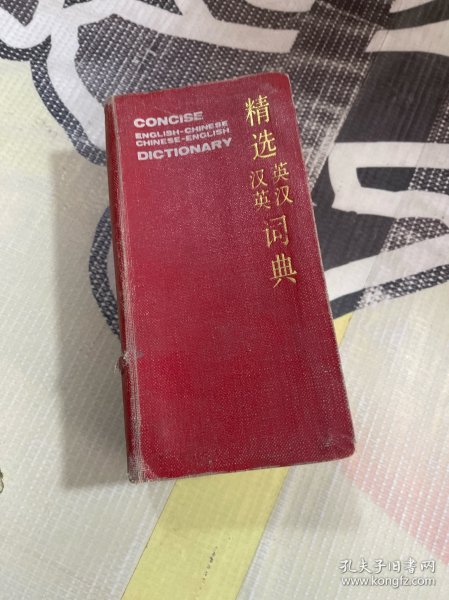 CONCISE
ENGLISH-CHINESE
CHINESE-ENGLISH
DICTIONARY
精选
英汉
汉英
词典
孔夫子旧书网
www.kongfz.com